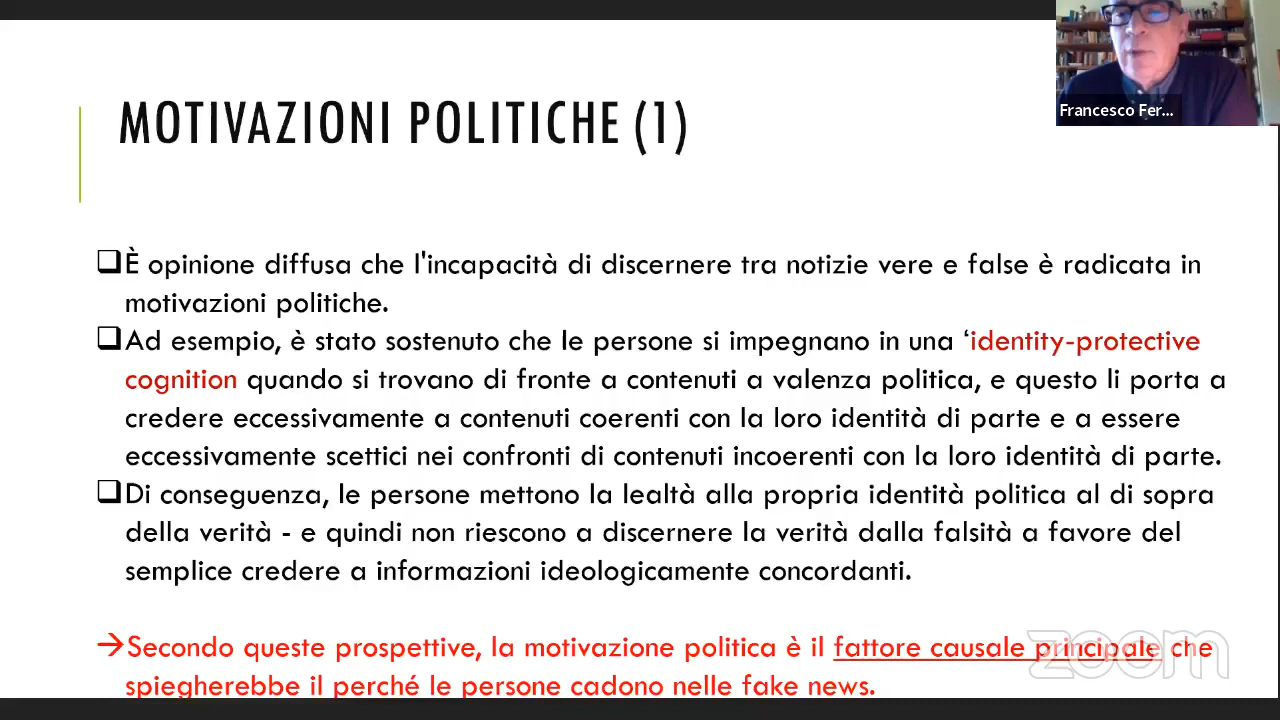 MOTIVAZIONI POLITICHE (1)
Francesco Fer...
È opinione diffusa che l'incapacità di discernere tra notizie vere e false è radicata in
motivazioni politiche.
Ad esempio, è stato sostenuto che le persone si impegnano in una ‘identity-protective
cognition quando si trovano di fronte a contenuti a valenza politica, e questo li porta a
credere eccessivamente a contenuti coerenti con la loro identità di parte e a essere
eccessivamente scettici nei confronti di contenuti incoerenti con la loro identità di parte.
Di conseguenza, le persone mettono la lealtà alla propria identità politica al di sopra
della verità - e quindi non riescono a discernere la verità dalla falsità a favore del
semplice credere a informazioni ideologicamente concordanti.
→Secondo queste prospettive, la motivazione politica è il fattore causale principale che
spiegherebbe il perché le persone cadono nelle fake news.
zoom